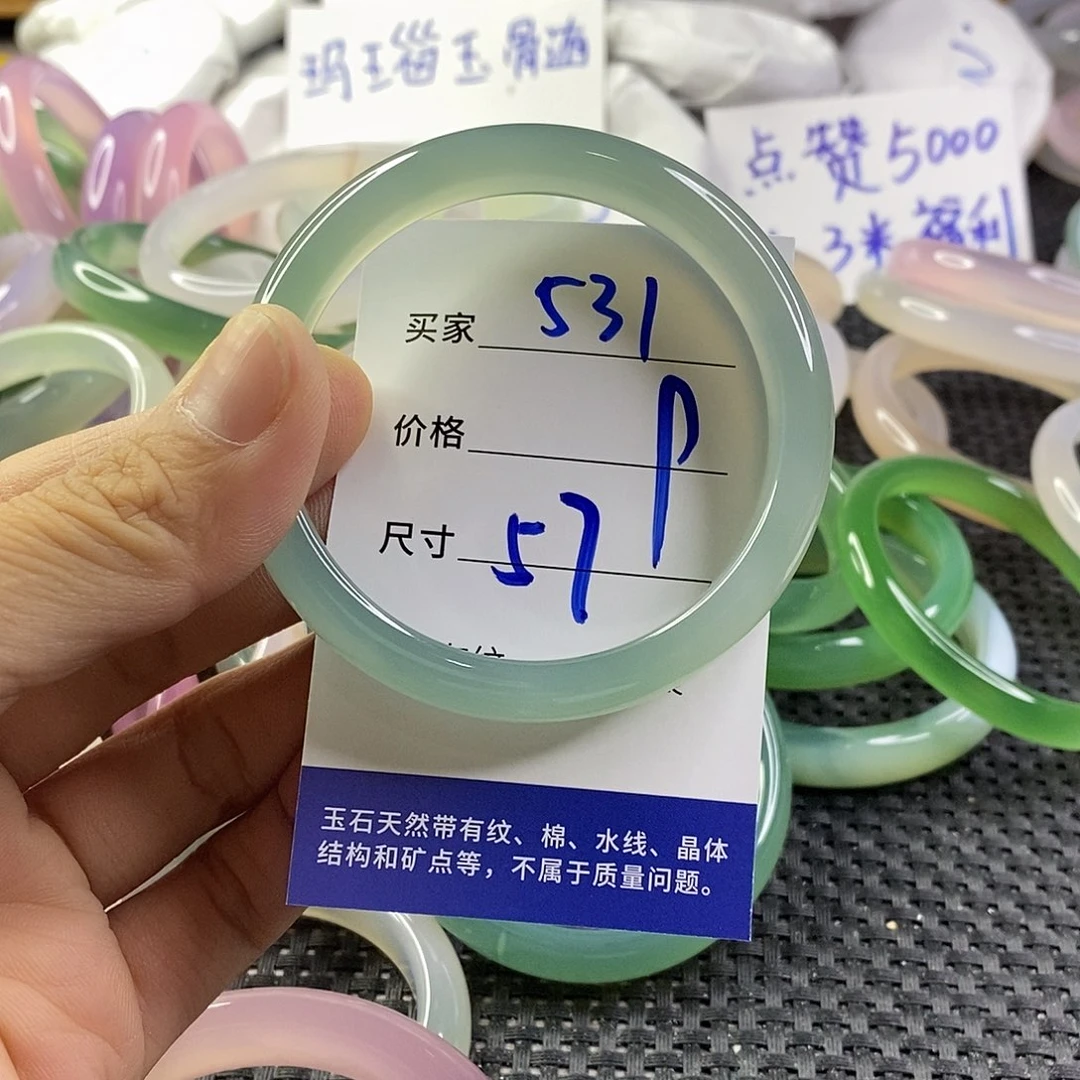 玛瑙玉骨滴
点赞5000
3米福利
买家 531
价格 P
尺寸 57
玉石天然带有纹、棉、水线、晶体
结构和矿点等，不属于质量问题。